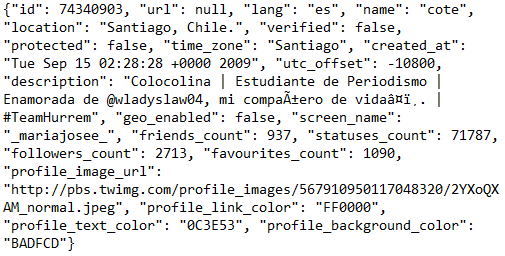 {"id": 74340903, "url": null, "lang": "es", "name": "cote",
"location": "Santiago, Chile.", "verified": false,
"protected": false, "time_zone": "Santiago", "created_at":
"Tue Sep 15 02:28:28 +0000 2009", "utc_offset": -10800,
"description": "Colocolina | Estudiante de Periodismo |
Enamorada de @wladyslaw04, mi compaÃ±ero de vidaâ¤ï¸. |
#TeamHurrem", "geo_enabled": false, "screen_name":
"_mariajosee_", "friends_count": 937, "statuses_count": 71787,
"followers_count": 2713, "favourites_count": 1090,
"profile_image_url":
"http://pbs.twimg.com/profile_images/567910950117048320/2YXoQX
AM_normal.jpeg", "profile_link_color": "FF0000",
"profile_text_color": "0C3E53", "profile_background_color":
"BADFCD"}